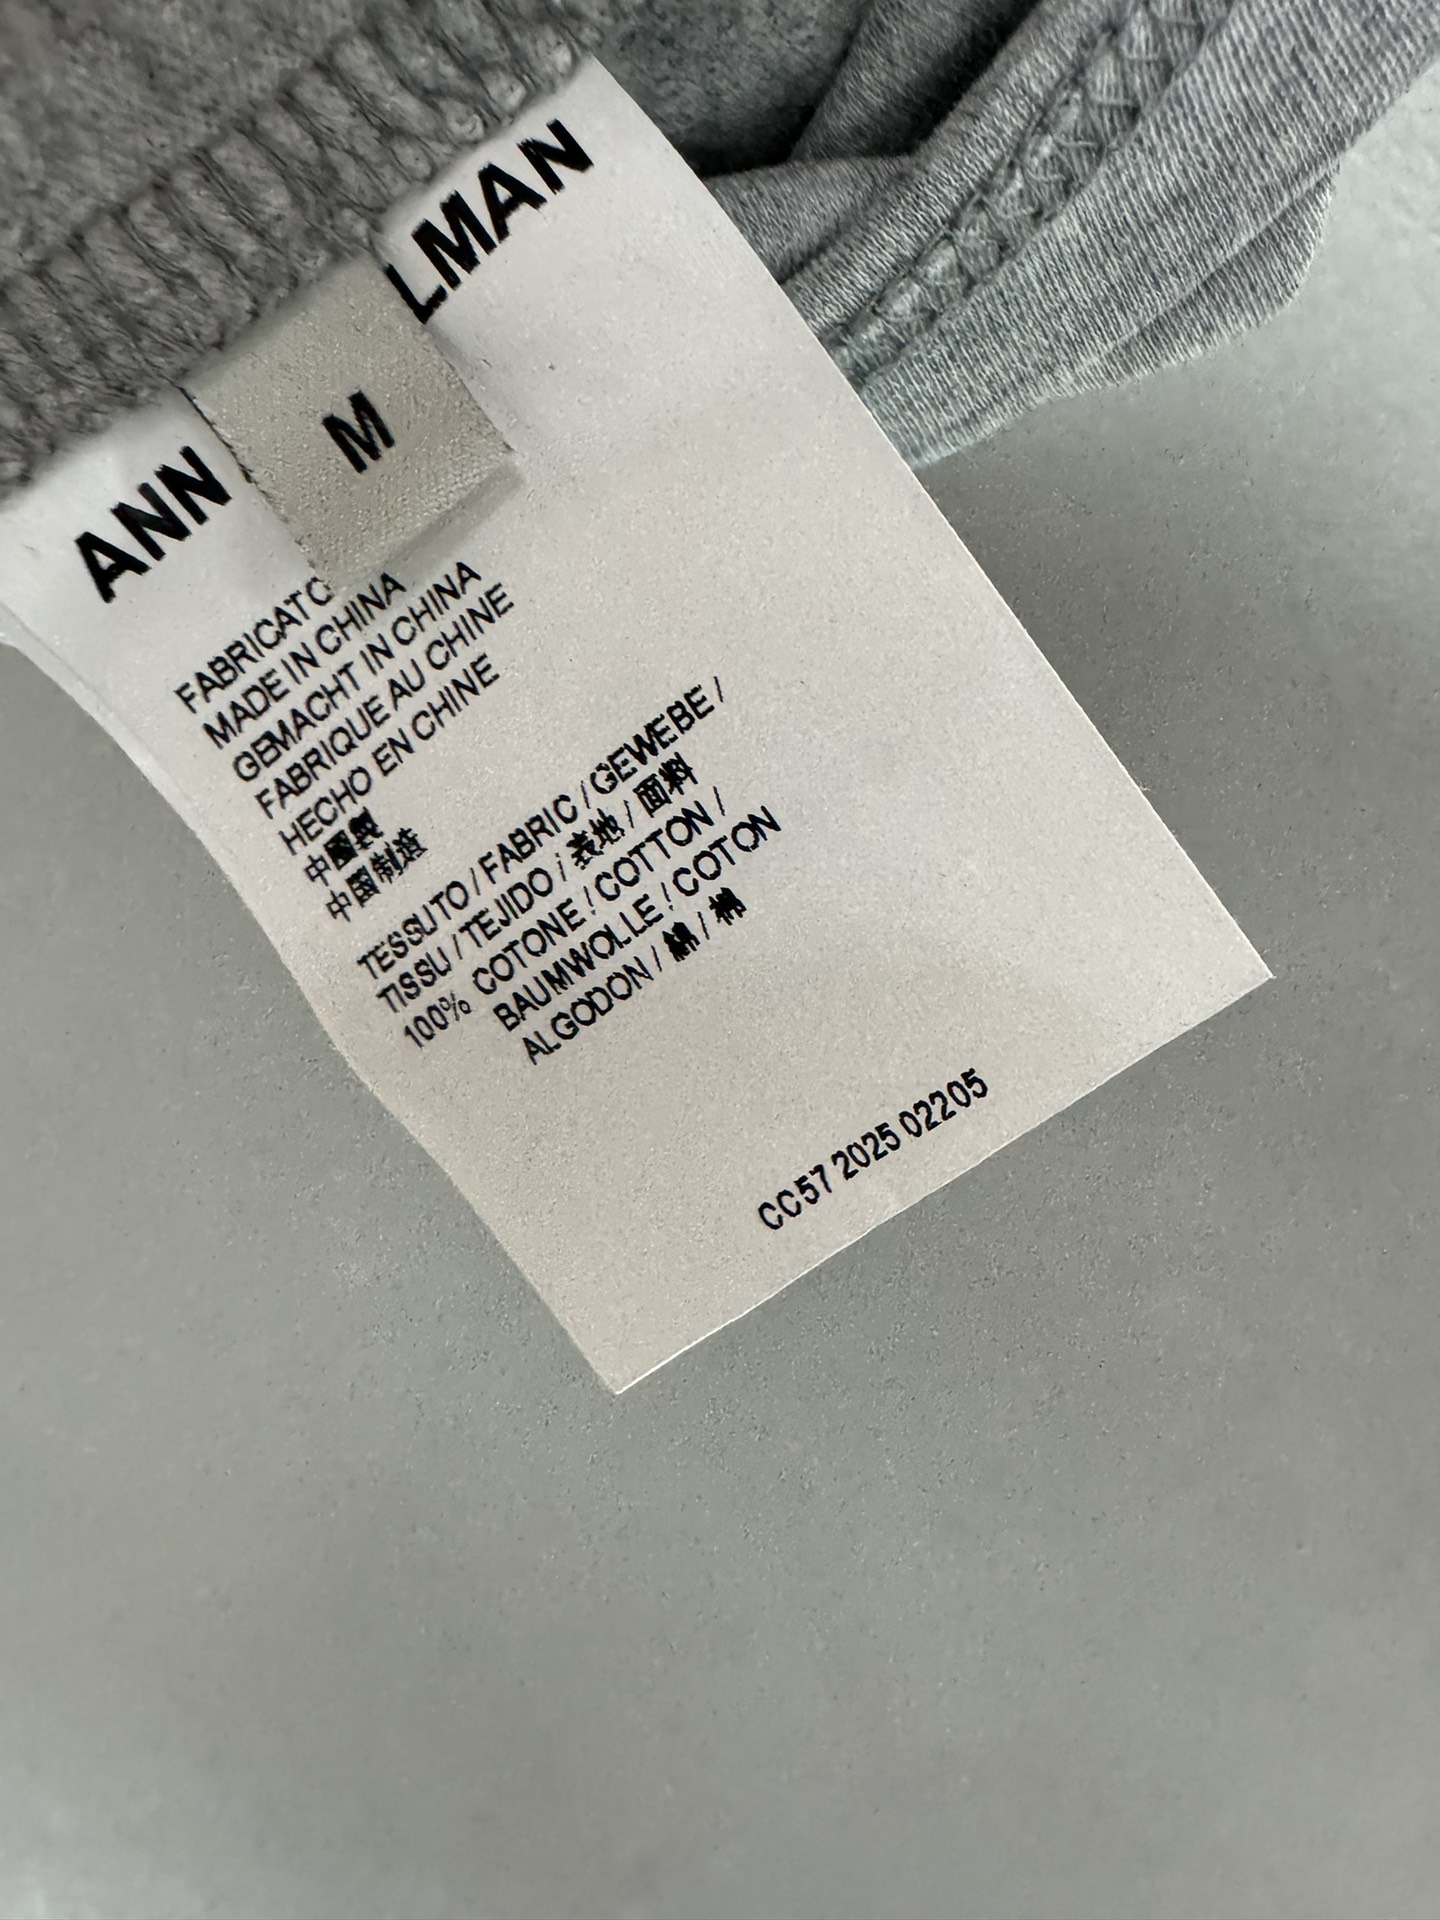 ANN LMAN
M
FABRICATO
MADE IN CHINA
GEMACHT IN CHINA
FABRIQUE AU CHINE
HECHO EN CHINE
中國製
中国制造
TESSUTO / FABRIC / GEWEBE /
TISSU / TEJIDO / 表地 / 面料
100% COTONE / COTTON /
BAUMWOLLE / COTON
ALGODON / 綿 / 棉
CC57 2025 02205